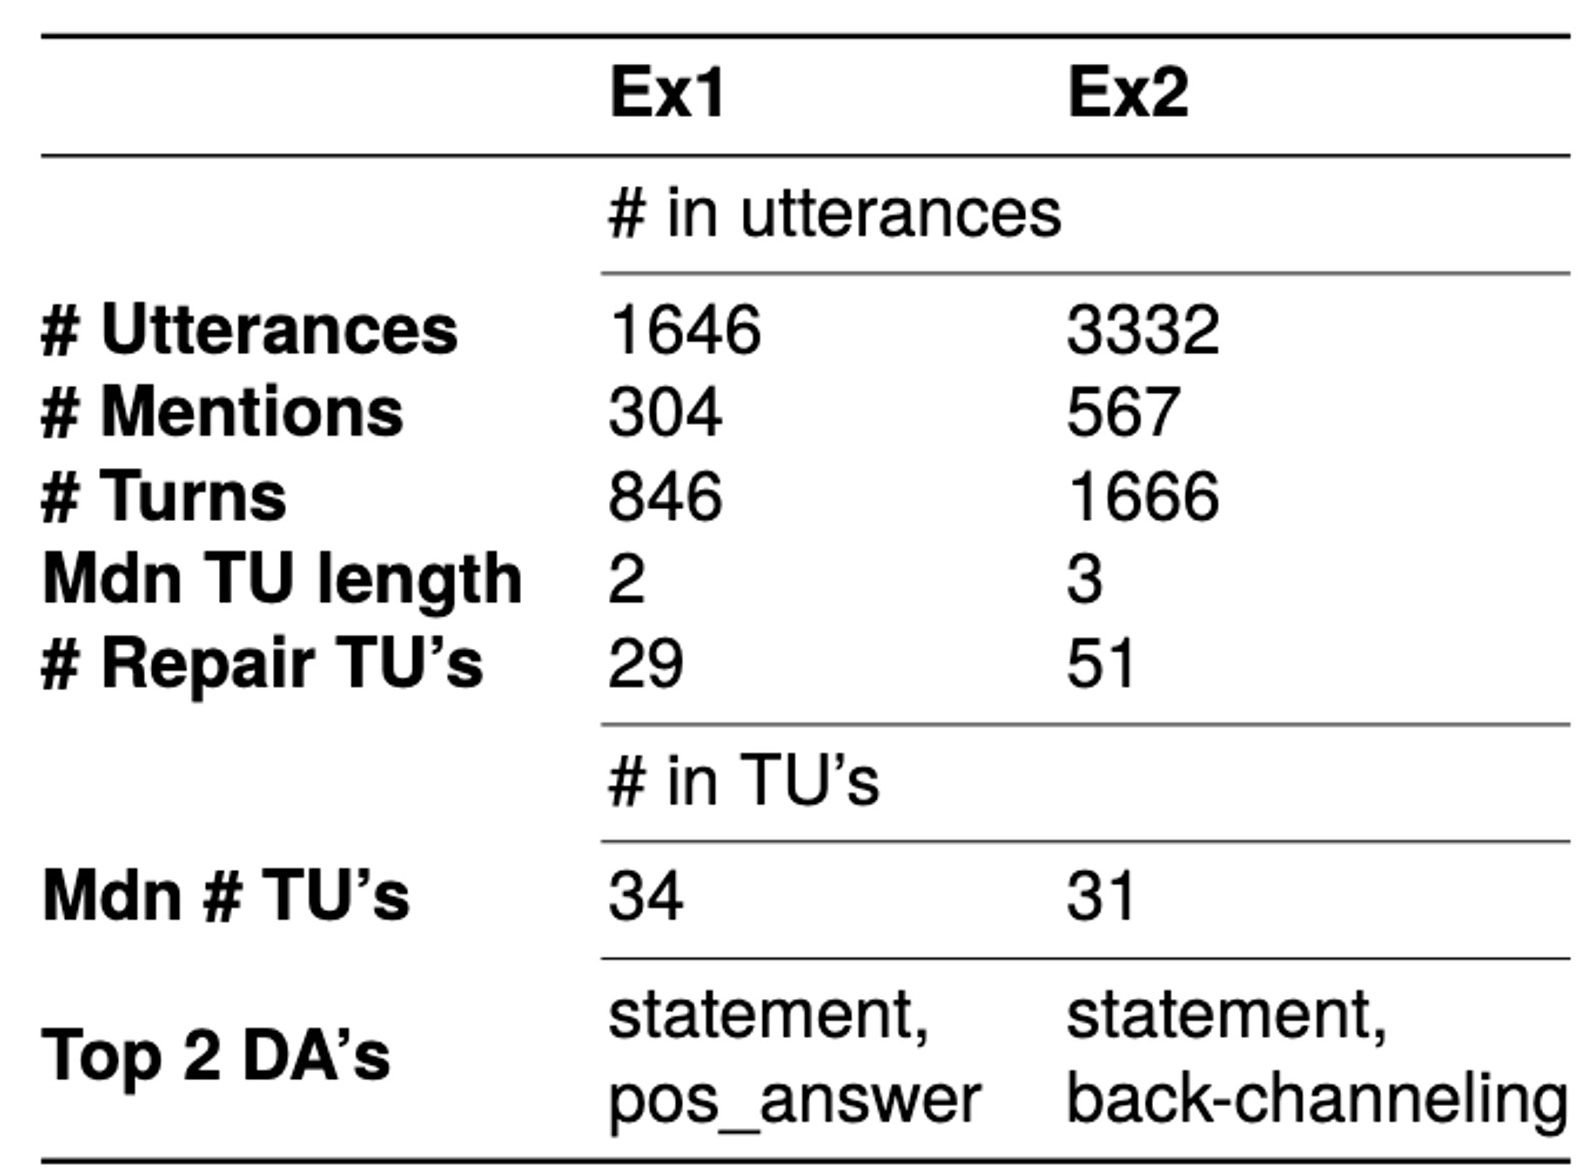 Ex1 Ex2
# in utterances
# Utterances 1646 3332
# Mentions 304 567
# Turns 846 1666
Mdn TU length 2 3
# Repair TU’s 29 51
# in TU’s
Mdn # TU’s 34 31
Top 2 DA’s statement, pos_answer statement, back-channeling